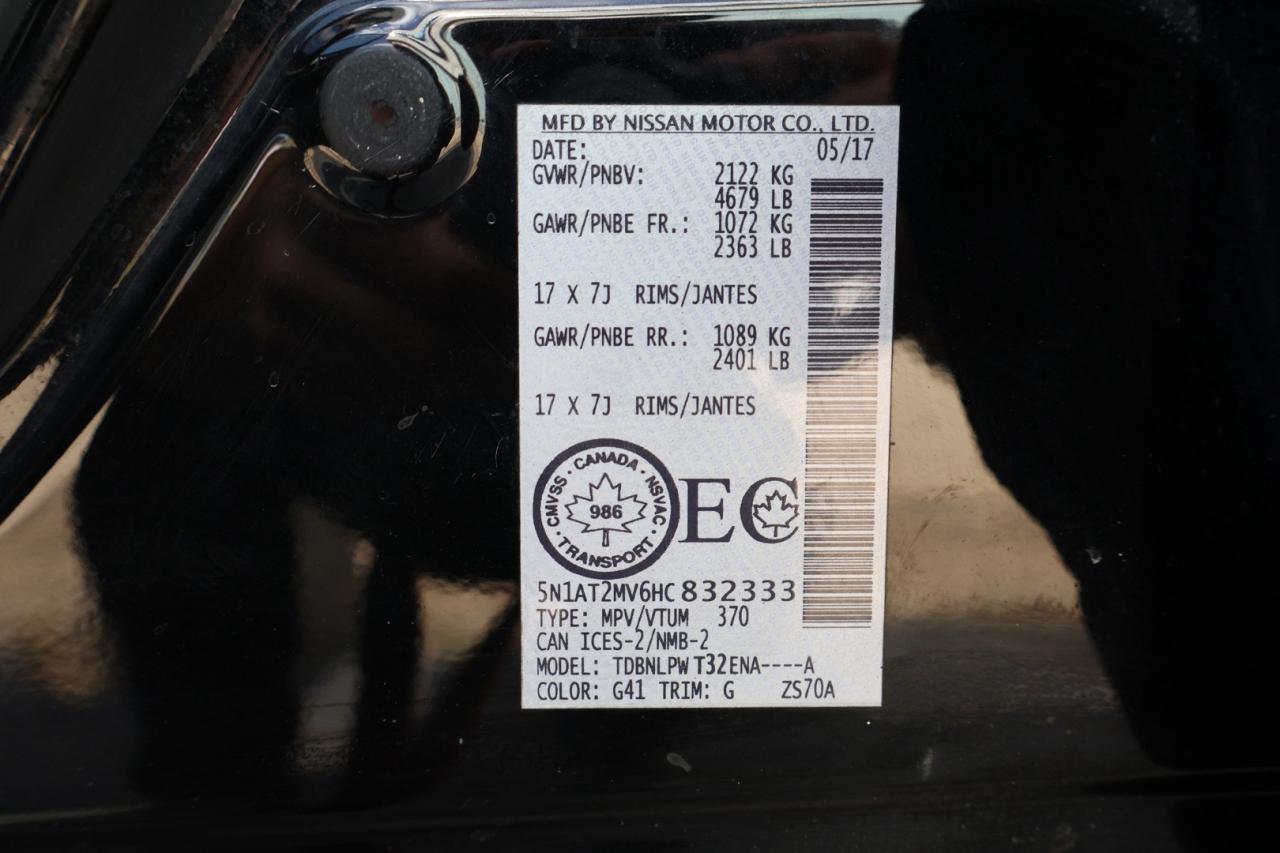 MFD BY NISSAN MOTOR CO., LTD.
DATE: 05/17
GVWR/PNBV: 2122 KG
4679 LB
GAWR/PNBE FR.: 1072 KG
2363 LB
17 X 7J RIMS/JANTES
GAWR/PNBE RR.: 1089 KG
2401 LB
17 X 7J RIMS/JANTES
CMVSS · CANADA · NSVAC · TRANSPORT ·
986
EC
5N1AT2MV6HC832333
TYPE: MPV/VTUM 370
CAN ICES-2/NMB-2
MODEL: TDBNLPWT32ENA----A
COLOR: G41 TRIM: G ZS70A